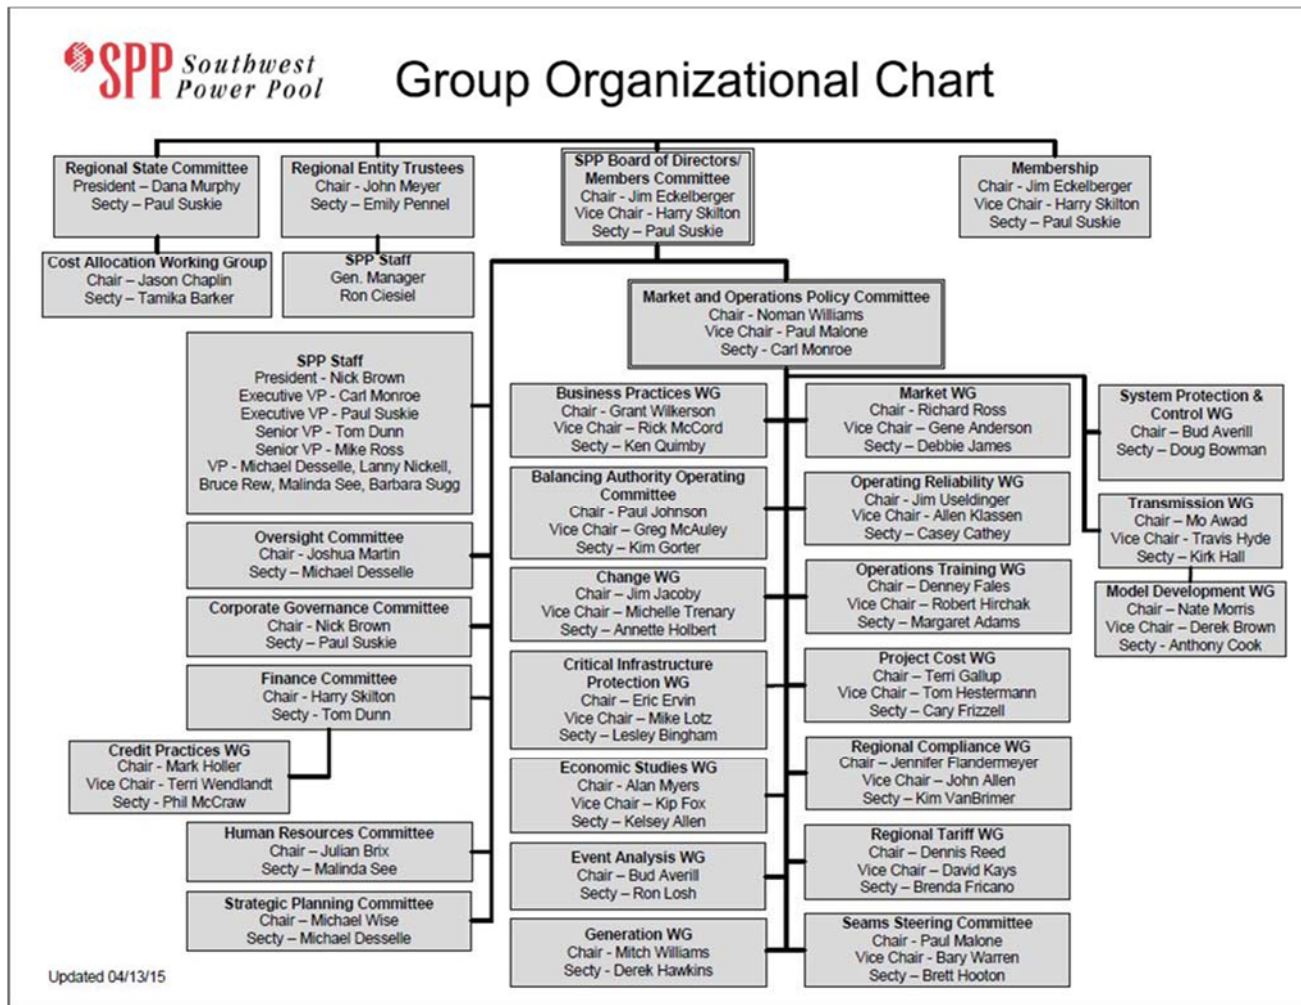 SPP Southwest
Power Pool
Group Organizational Chart
Regional State Committee
President – Dana Murphy
Secty – Paul Suskie
Regional Entity Trustees
Chair - John Meyer
Secty – Emily Pennel
SPP Board of Directors/
Members Committee
Chair - Jim Eckelberger
Vice Chair - Harry Skilton
Secty – Paul Suskie
Membership
Chair - Jim Eckelberger
Vice Chair - Harry Skilton
Secty – Paul Suskie
Cost Allocation Working Group
Chair – Jason Chaplin
Secty – Tamika Barker
SPP Staff
Gen. Manager
Ron Ciesiel
Market and Operations Policy Committee
Chair - Noman Williams
Vice Chair - Paul Malone
Secty - Carl Monroe
SPP Staff
President - Nick Brown
Executive VP - Carl Monroe
Executive VP - Paul Suskie
Senior VP - Tom Dunn
Senior VP - Mike Ross
VP - Michael Desselle, Lanny Nickell,
Bruce Rew, Malinda See, Barbara Sugg
Oversight Committee
Chair - Joshua Martin
Secty – Michael Desselle
Corporate Governance Committee
Chair - Nick Brown
Secty – Paul Suskie
Finance Committee
Chair - Harry Skilton
Secty - Tom Dunn
Credit Practices WG
Chair - Mark Holler
Vice Chair - Terri Wendlandt
Secty - Phil McCraw
Human Resources Committee
Chair – Julian Brix
Secty – Malinda See
Strategic Planning Committee
Chair – Michael Wise
Secty – Michael Desselle
Business Practices WG
Chair - Grant Wilkerson
Vice Chair - Rick McCord
Secty - Ken Quimby
Balancing Authority Operating
Committee
Chair - Paul Johnson
Vice Chair – Greg McAuley
Secty – Kim Gorter
Change WG
Chair – Jim Jacoby
Vice Chair – Michelle Trenary
Secty – Annette Holbert
Critical Infrastructure
Protection WG
Chair – Eric Ervin
Vice Chair – Mike Lotz
Secty – Lesley Bingham
Economic Studies WG
Chair - Alan Myers
Vice Chair – Kip Fox
Secty – Kelsey Allen
Event Analysis WG
Chair – Bud Averill
Secty – Ron Losh
Generation WG
Chair - Mitch Williams
Secty - Derek Hawkins
Market WG
Chair - Richard Ross
Vice Chair – Gene Anderson
Secty – Debbie James
Operating Reliability WG
Chair - Jim Useldinger
Vice Chair – Allen Klassen
Secty – Casey Cathey
Operations Training WG
Chair – Denney Fales
Vice Chair – Robert Hirchak
Secty – Margaret Adams
Project Cost WG
Chair – Terri Gallup
Vice Chair – Tom Hestermann
Secty – Cary Frizzell
Regional Compliance WG
Chair – Jennifer Flandermeyer
Vice Chair – John Allen
Secty – Kim VanBrimer
Regional Tariff WG
Chair – Dennis Reed
Vice Chair – David Kays
Secty – Brenda Fricano
Seams Steering Committee
Chair - Paul Malone
Vice Chair – Bary Warren
Secty – Brett Hooton
System Protection &
Control WG
Chair – Bud Averill
Secty – Doug Bowman
Transmission WG
Chair – Mo Awad
Vice Chair - Travis Hyde
Secty – Kirk Hall
Model Development WG
Chair – Nate Morris
Vice Chair – Derek Brown
Secty - Anthony Cook
Updated 04/13/15